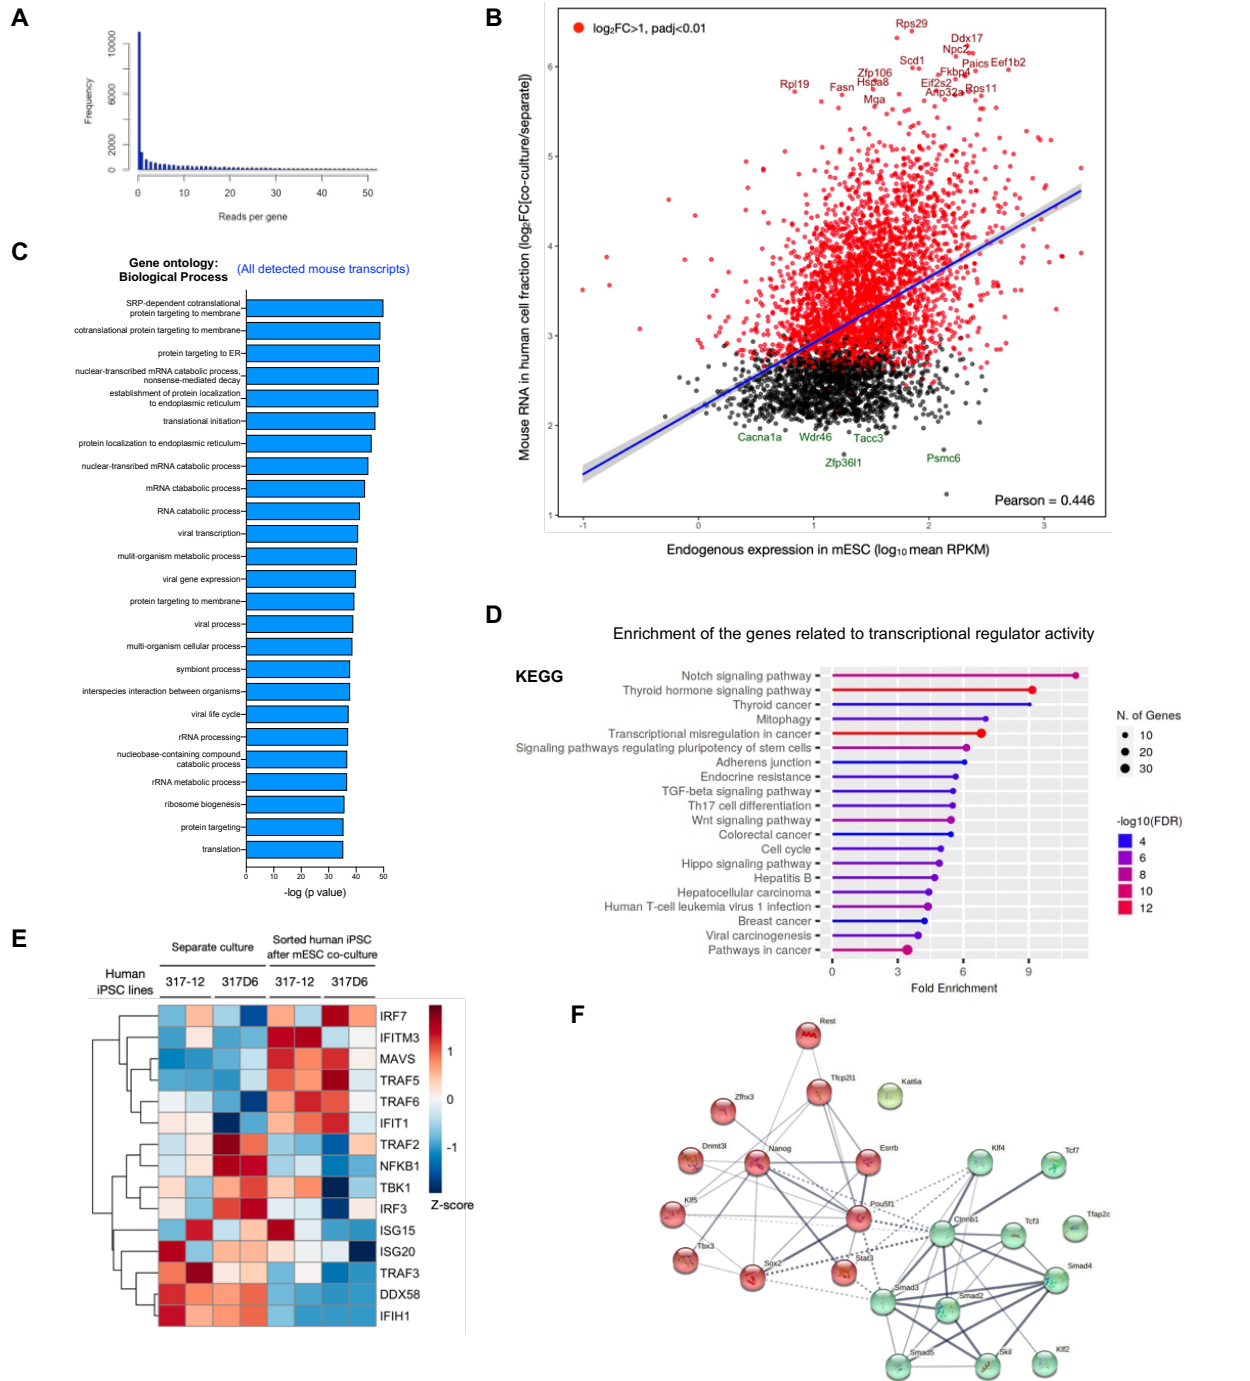 A
10000
6000
2000
0
Frequency
0 10 20 30 40 50
Reads per gene
B
log₂FC>1, padj<0.01
Rps29
Ddx17
Npc2
Scd1
Paics Eef1b2
Fkbp4
Zfp106
Hspa8
Rpl19
Fasn
Eif2s2
Anp32a
Rps11
Mga
Cacna1a
Wdr46
Tacc3
Zfp36l1
Psmc6
Pearson = 0.446
6
5
4
3
2
1
-1 0 1 2 3
Mouse RNA in human cell fraction (log₂FC[co-culture/separate])
Endogenous expression in mESC (log₁₀ mean RPKM)
C
Gene ontology:
Biological Process
(All detected mouse transcripts)
SRP-dependent cotranslational
protein targeting to membrane
cotranslational protein targeting to membrane
protein targeting to ER
nuclear-transcribed mRNA catabolic process,
nonsense-mediated decay
establishment of protein localization
to endoplasmic reticulum
translational initiation
protein localization to endoplasmic reticulum
nuclear-transribed mRNA catabolic process
mRNA ctababolic process
RNA catabolic process
viral transcription
mulit-organism metabolic process
viral gene expression
protein targeting to membrane
viral process
multi-organism cellular process
symbiont process
interspecies interaction between organisms
viral life cycle
rRNA processing
nucleobase-containing compound
catabolic process
rRNA metabolic process
ribosome biogenesis
protein targeting
translation
0 10 20 30 40 50
-log (p value)
D
Enrichment of the genes related to transcriptional regulator activity
KEGG
Notch signaling pathway
Thyroid hormone signaling pathway
Thyroid cancer
Mitophagy
Transcriptional misregulation in cancer
Signaling pathways regulating pluripotency of stem cells
Adherens junction
Endocrine resistance
TGF-beta signaling pathway
Th17 cell differentiation
Wnt signaling pathway
Colorectal cancer
Cell cycle
Hippo signaling pathway
Hepatitis B
Hepatocellular carcinoma
Human T-cell leukemia virus 1 infection
Breast cancer
Viral carcinogenesis
Pathways in cancer
0 3 6 9
Fold Enrichment
N. of Genes
10
20
30
-log10(FDR)
4
6
8
10
12
E
Separate culture
Sorted human iPSC
after mESC co-culture
Human
iPSC lines
317-12 317D6 317-12 317D6
IRF7
IFITM3
MAVS
TRAF5
TRAF6
IFIT1
TRAF2
NFKB1
TBK1
IRF3
ISG15
ISG20
TRAF3
DDX58
IFIH1
1
0
-1
Z-score
F
Rest
Tfcp2l1
Kat6a
Zfhx3
Dnmt3l
Nanog
Esrrb
Klf4
Tcf7
Klf5
Pou5f1
Ctnnb1
Tcf3
Tfap2c
Tbx3
Sox2
Stat3
Smad4
Smad3
Smad2
Smad5
Skil
Klf2